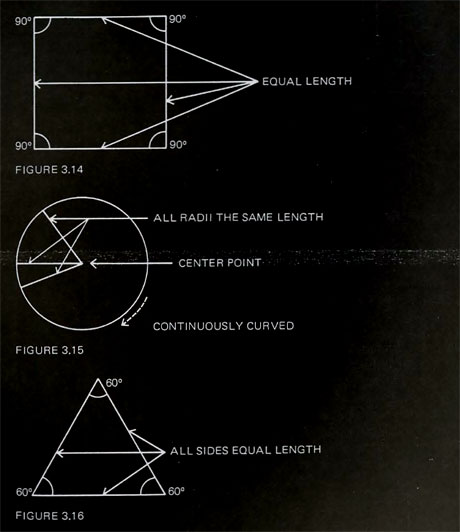 90° 90°
EQUAL LENGTH
90° 90°
FIGURE 3.14
ALL RADII THE SAME LENGTH
CENTER POINT
CONTINUOUSLY CURVED
FIGURE 3.15
60°
ALL SIDES EQUAL LENGTH
60° 60°
FIGURE 3.16